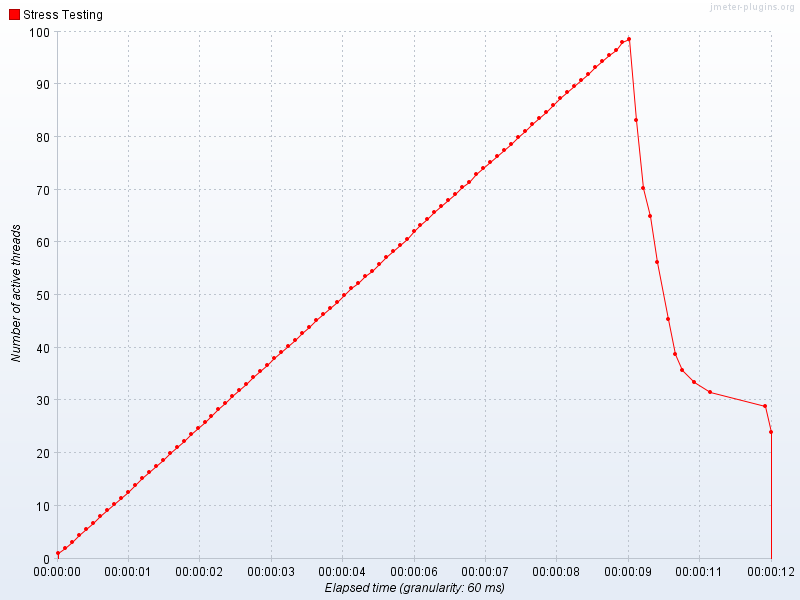 jmeter-plugins.org
Stress Testing
100
90
80
70
60
50
40
30
20
10
0
Number of active threads
00:00:00 00:00:01 00:00:02 00:00:03 00:00:04 00:00:06 00:00:07 00:00:08 00:00:09 00:00:11 00:00:12
Elapsed time (granularity: 60 ms)